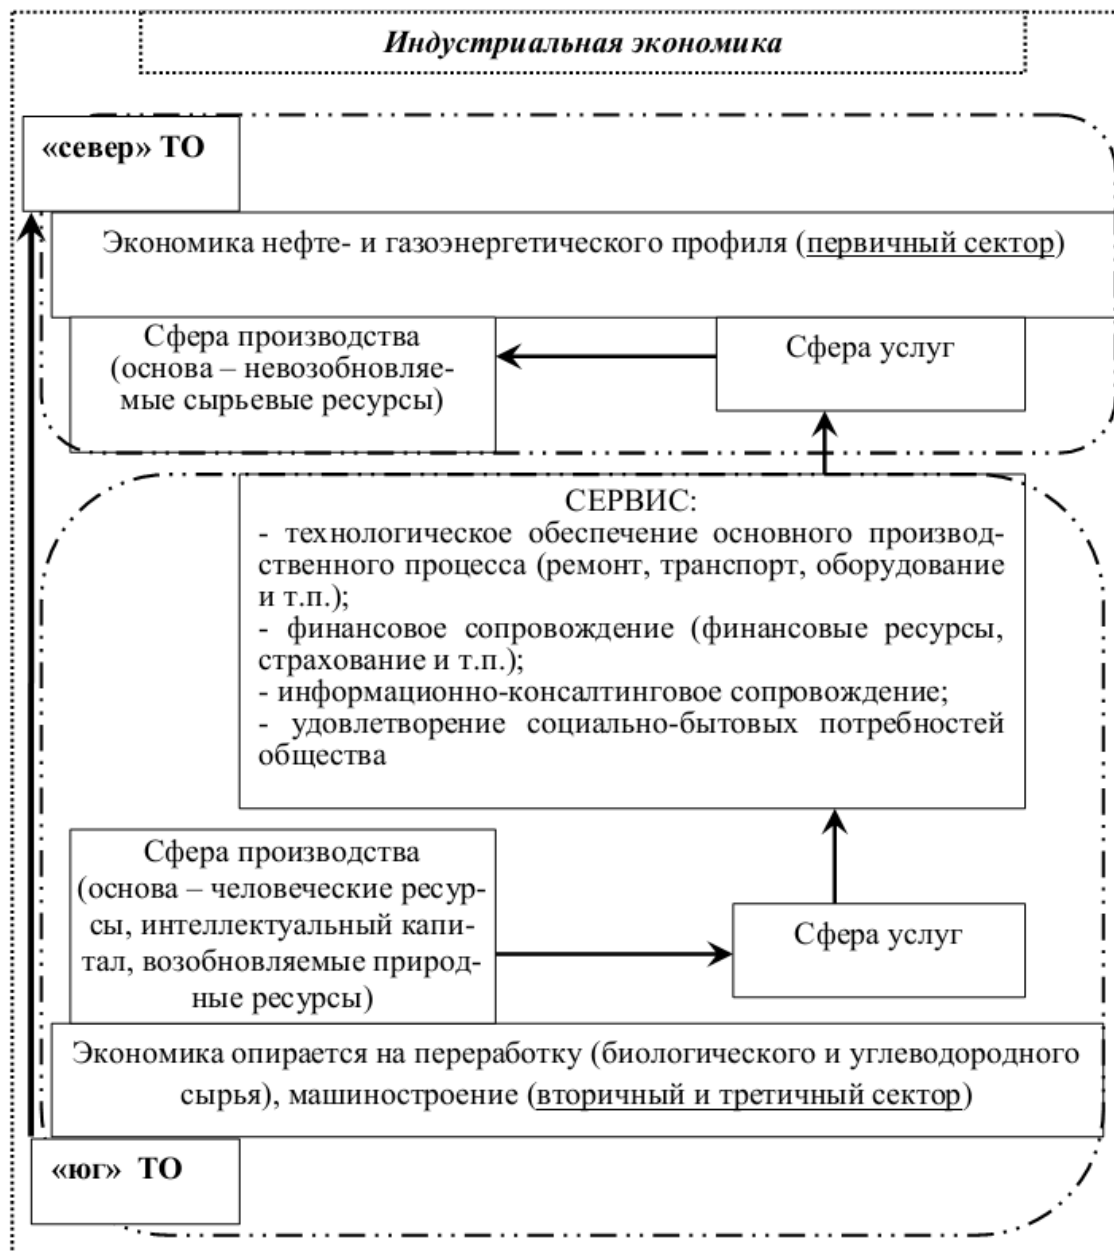 Индустриальная экономика
«север» ТО
Экономика нефте- и газоэнергетического профиля (первичный сектор)
Сфера производства
(основа – невозобновляе-
мые сырьевые ресурсы)
Сфера услуг
СЕРВИС:
- технологическое обеспечение основного производ-
ственного процесса (ремонт, транспорт, оборудование
и т.п.);
- финансовое сопровождение (финансовые ресурсы,
страхование и т.п.);
- информационно-консалтинговое сопровождение;
- удовлетворение социально-бытовых потребностей
общества
Сфера производства
(основа – человеческие ресур-
сы, интеллектуальный капи-
тал, возобновляемые природ-
ные ресурсы)
Сфера услуг
Экономика опирается на переработку (биологического и углеводородного
сырья), машиностроение (вторичный и третичный сектор)
«юг» ТО